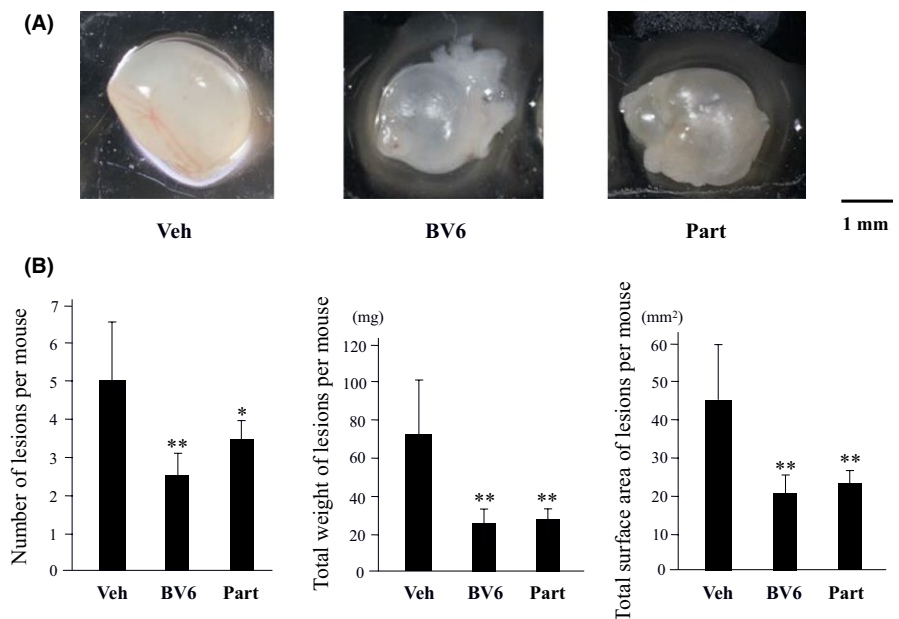 (A)
Veh
BV6
Part
1 mm
(B)
Number of lesions per mouse
7
6
5
4
3
2
1
0
**
*
Veh
BV6
Part
Total weight of lesions per mouse
(mg)
120
100
80
60
40
20
0
**
**
Veh
BV6
Part
Total surface area of lesions per mouse
(mm²)
60
50
40
30
20
10
0
**
**
Veh
BV6
Part